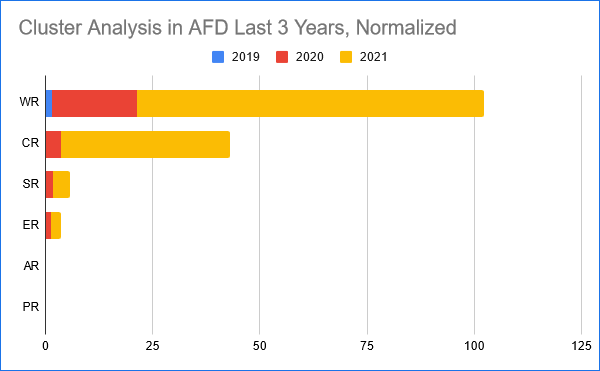 Cluster Analysis in AFD Last 3 Years, Normalized
2019 2020 2021
WR
CR
SR
ER
AR
PR
0 25 50 75 100 125